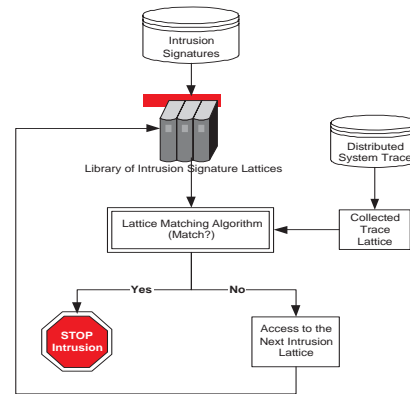 Intrusion
Signatures
Library of Intrusion Signature Lattices
Distributed
System Trace
Lattice Matching Algorithm
(Match?)
Collected
Trace
Lattice
Yes
No
STOP
Intrusion
Access to the
Next Intrusion
Lattice